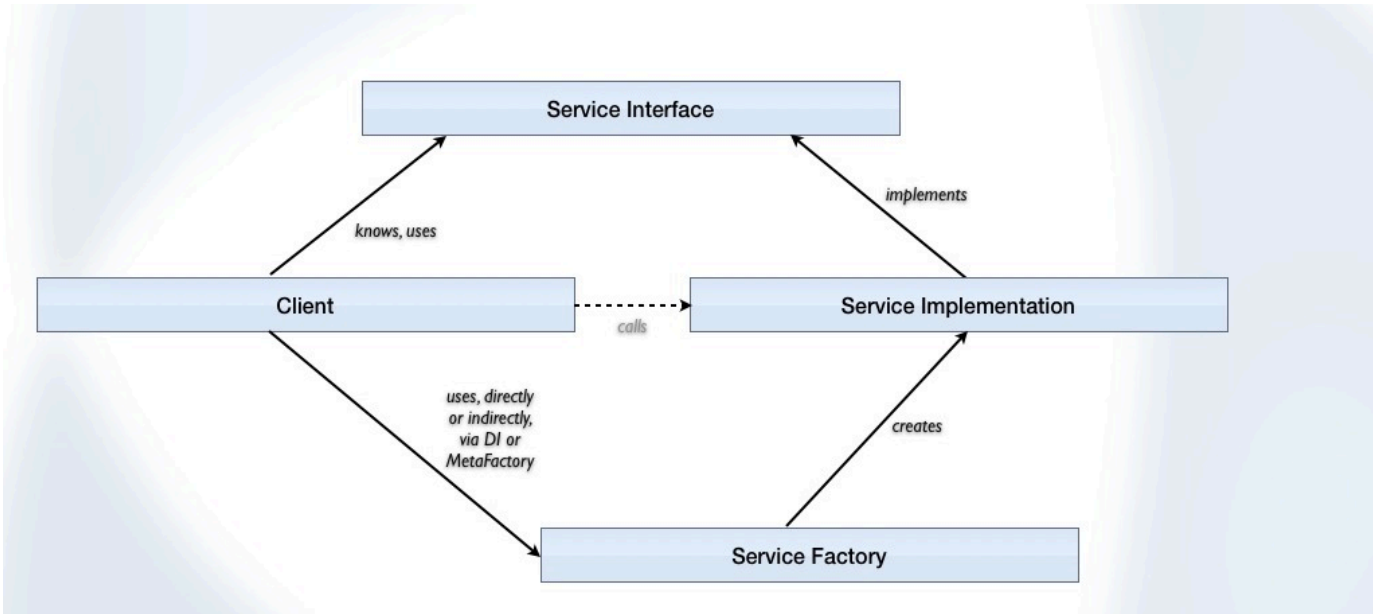 Service Interface
implements
knows, uses
Client
Service Implementation
calls
uses, directly
or indirectly,
via DI or
MetaFactory
creates
Service Factory